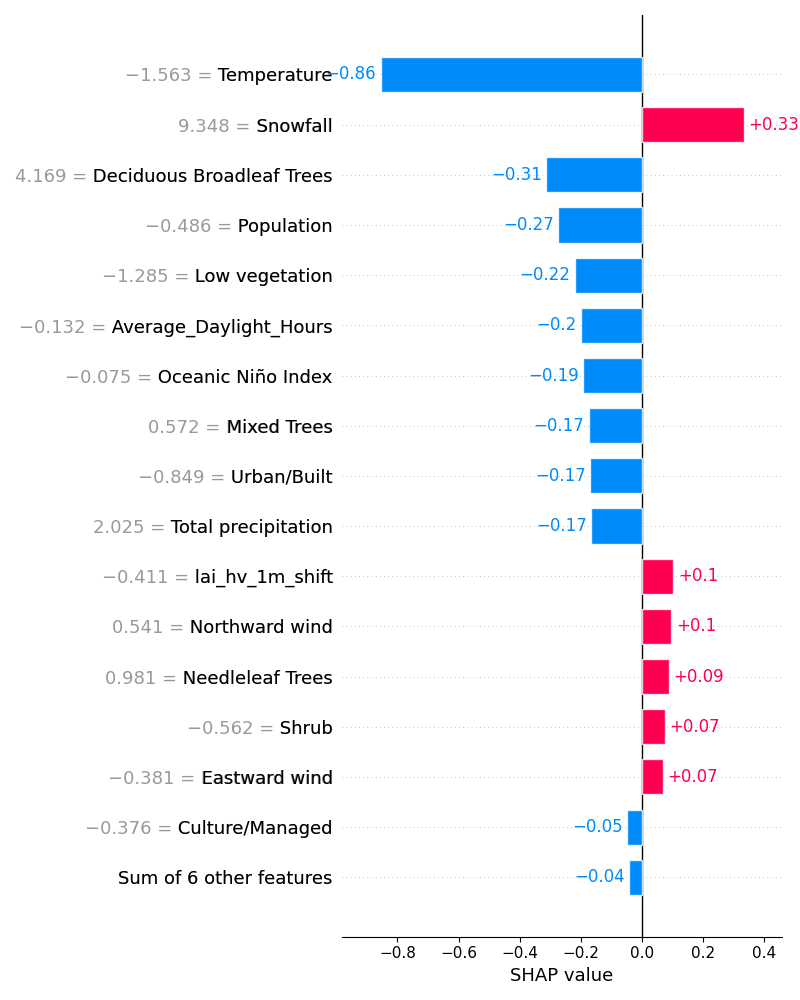 −1.563 = Temperature −0.86
9.348 = Snowfall +0.33
4.169 = Deciduous Broadleaf Trees −0.31
−0.486 = Population −0.27
−1.285 = Low vegetation −0.22
−0.132 = Average_Daylight_Hours −0.2
−0.075 = Oceanic Niño Index −0.19
0.572 = Mixed Trees −0.17
−0.849 = Urban/Built −0.17
2.025 = Total precipitation −0.17
−0.411 = lai_hv_1m_shift +0.1
0.541 = Northward wind +0.1
0.981 = Needleleaf Trees +0.09
−0.562 = Shrub +0.07
−0.381 = Eastward wind +0.07
−0.376 = Culture/Managed −0.05
Sum of 6 other features −0.04
−0.8 −0.6 −0.4 −0.2 0.0 0.2 0.4
SHAP value